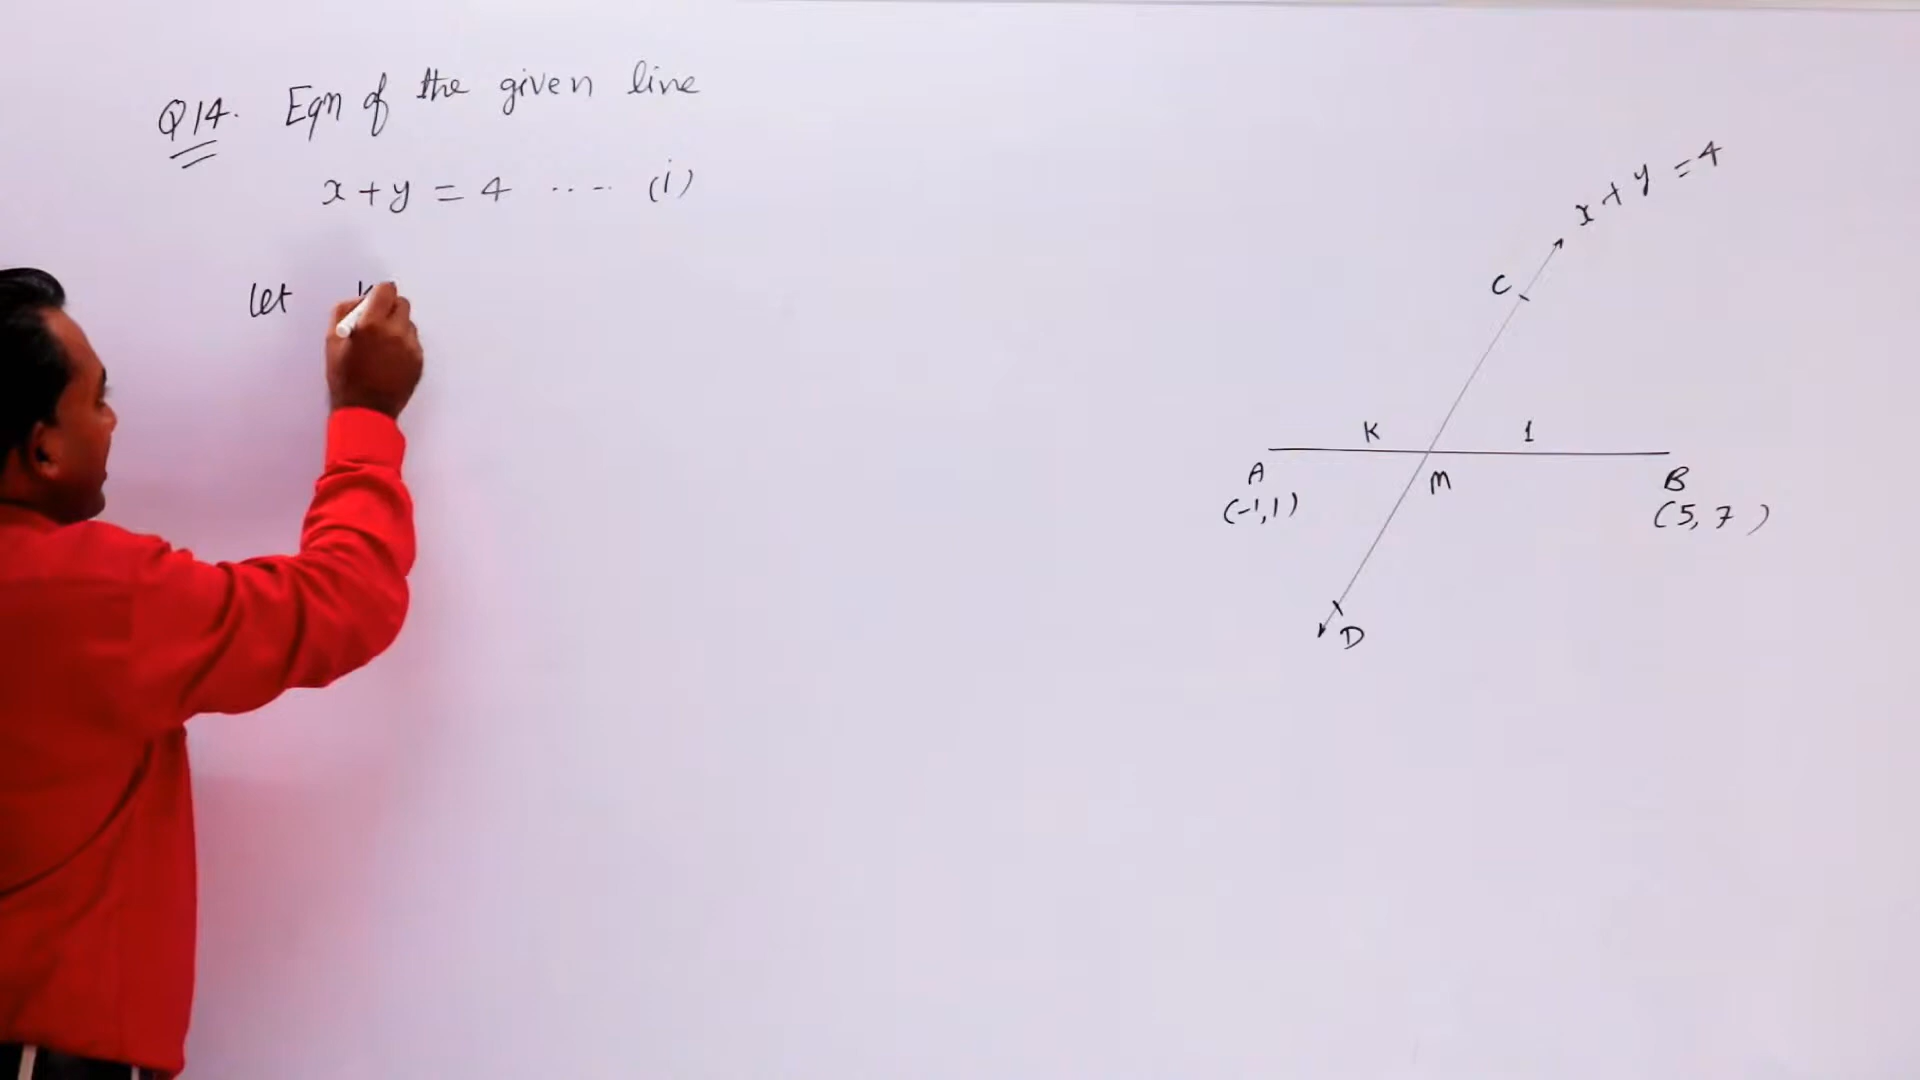 Q14. Eqn of the given line
x + y = 4 .... (i)
let
x + y = 4
C
K 1
A M B
(-1,1) (5, 7 )
D